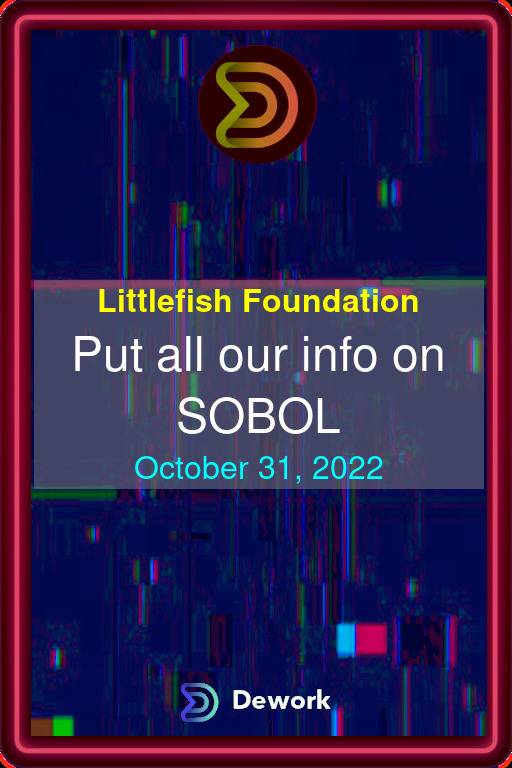 Littlefish Foundation
Put all our info on
SOBOL
October 31, 2022
Dework